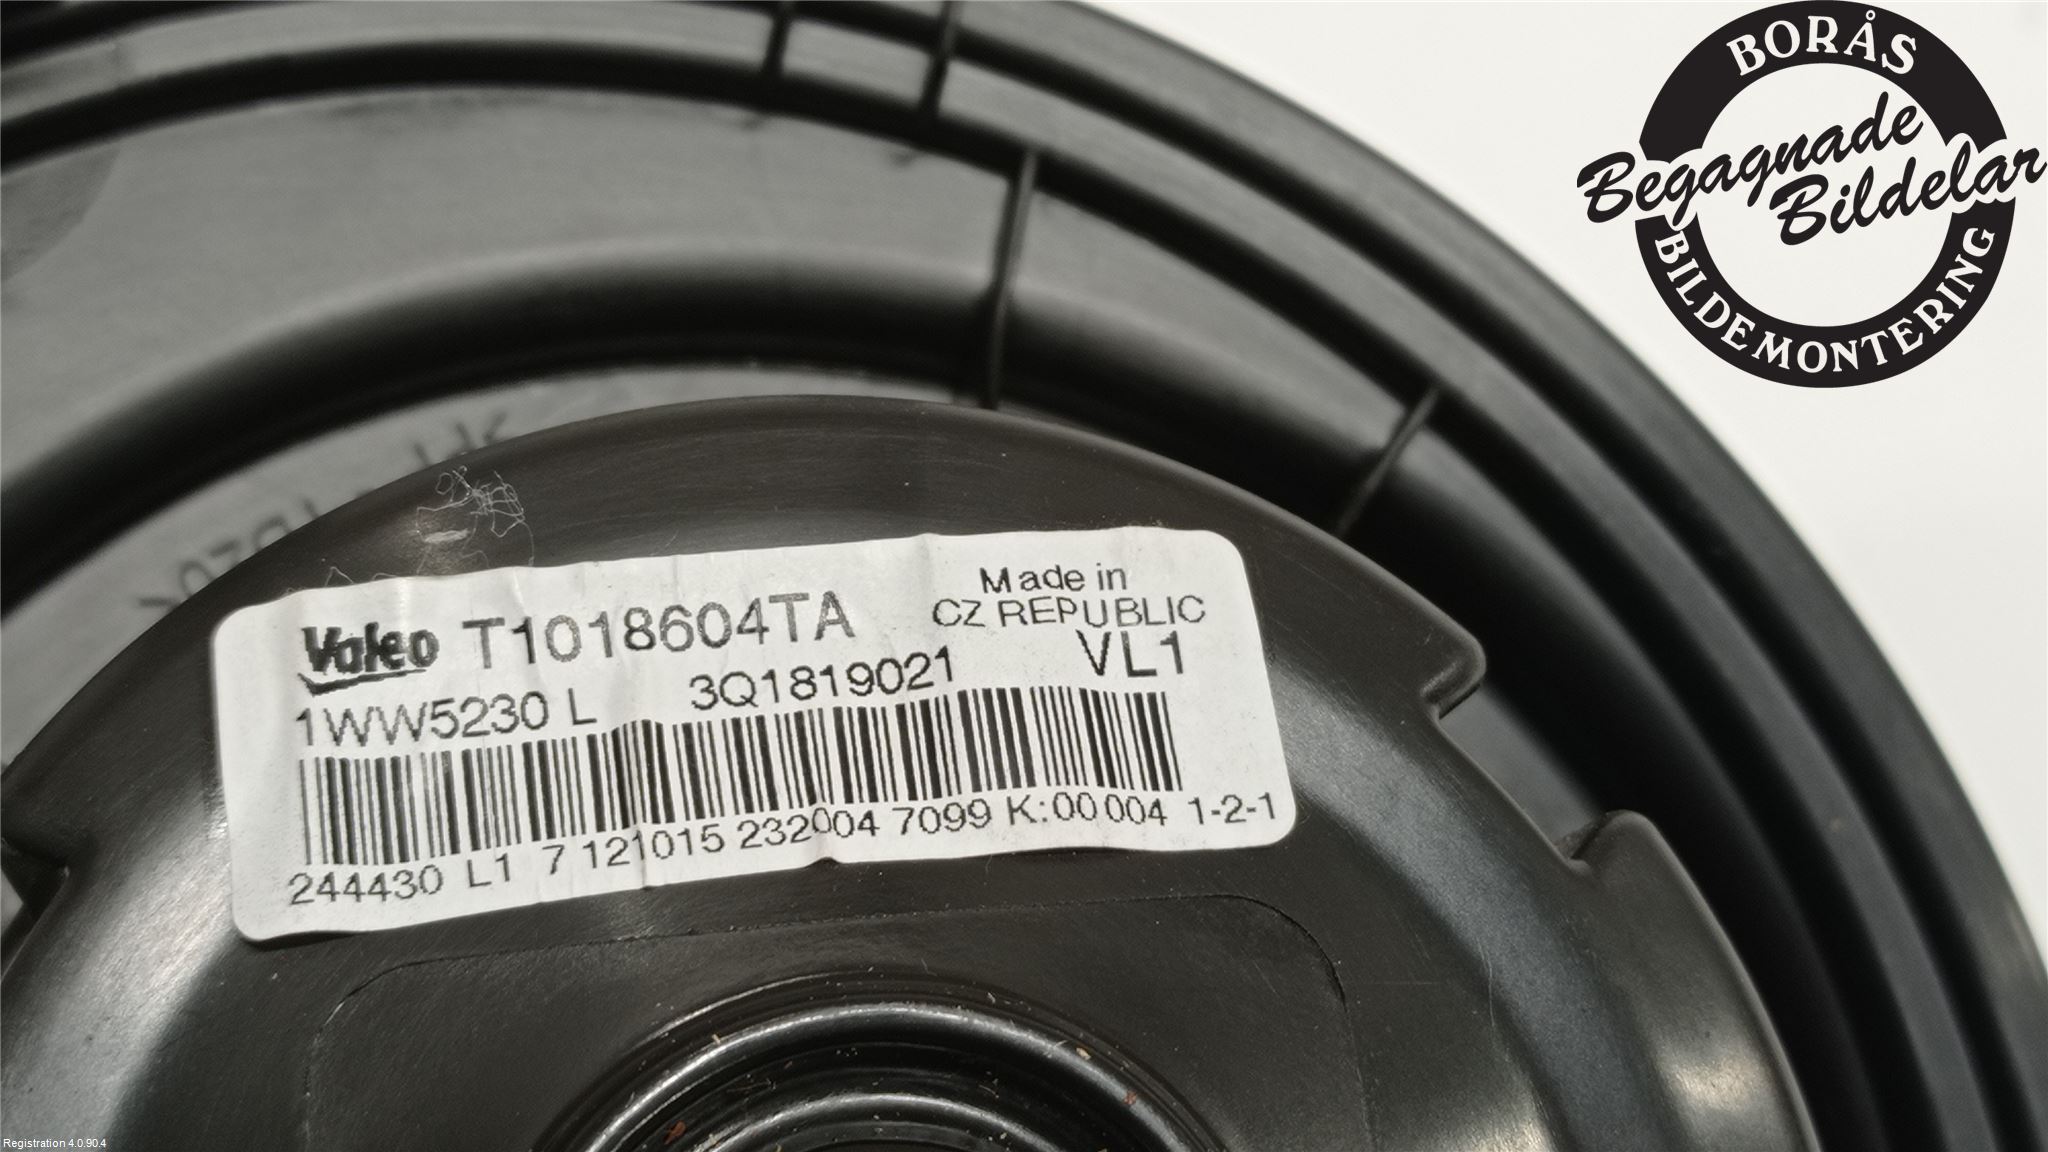 BORÅS
Begagnade
Bildelar
BILDEMONTERING
Valeo T1018604TA
Made in
CZ REPUBLIC
1WW5230 L 3Q1819021 VL1
244430 L1 7 121015 232004 7099 K:00004 1-2-1
Registration 4.0.90.4